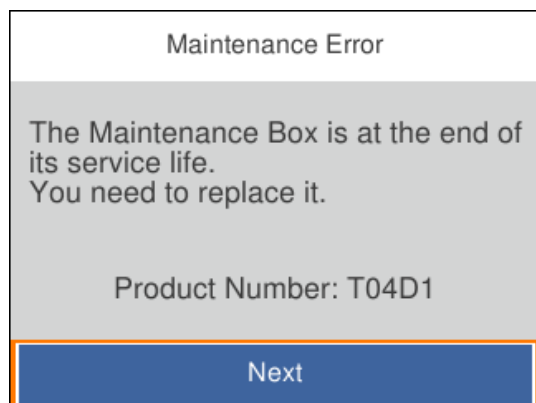 Maintenance Error
The Maintenance Box is at the end of
its service life.
You need to replace it.
Product Number: T04D1
Next